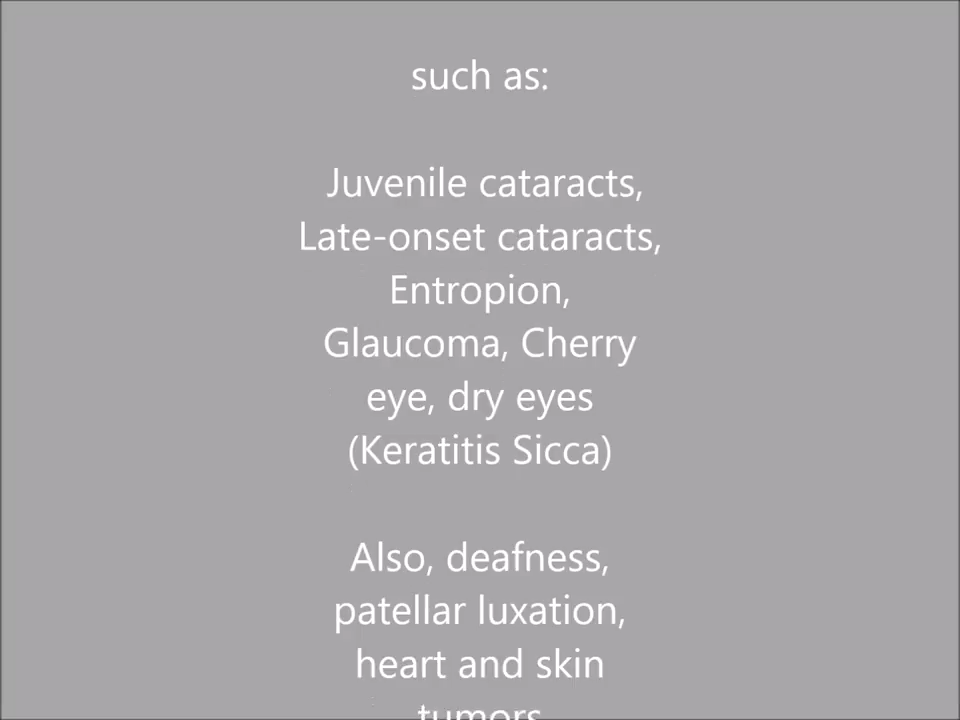 such as:
Juvenile cataracts,
Late-onset cataracts,
Entropion,
Glaucoma, Cherry
eye, dry eyes
(Keratitis Sicca)
Also, deafness,
patellar luxation,
heart and skin
tumors